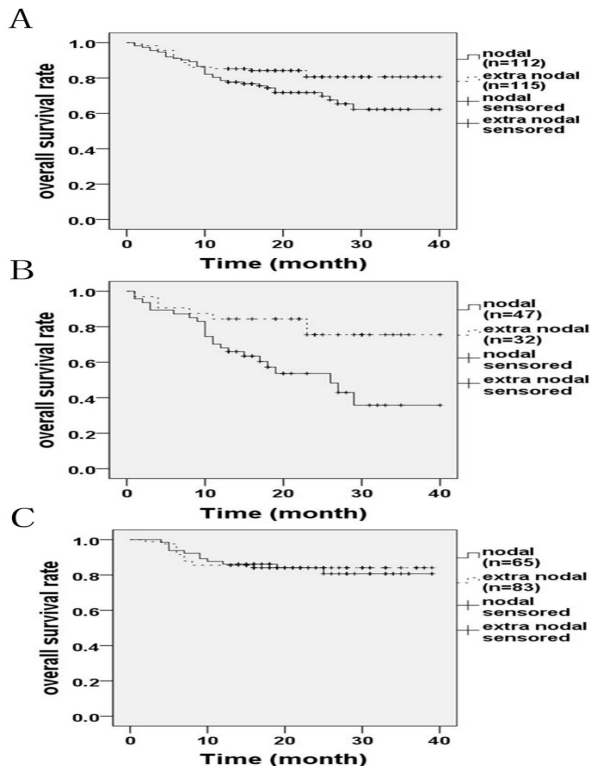 A
overall survival rate
1.0
0.8
0.6
0.4
0.2
0.0
0 10 20 30 40
Time (month)
nodal
(n=112)
extra nodal
(n=115)
nodal
sensored
extra nodal
sensored
B
overall survival rate
1.0
0.8
0.6
0.4
0.2
0.0
0 10 20 30 40
Time (month)
nodal
(n=47)
extra nodal
(n=32)
nodal
sensored
extra nodal
sensored
C
overall survival rate
1.0
0.8
0.6
0.4
0.2
0.0
0 10 20 30 40
Time (month)
nodal
(n=65)
extra nodal
(n=83)
nodal
sensored
extra nodal
sensored